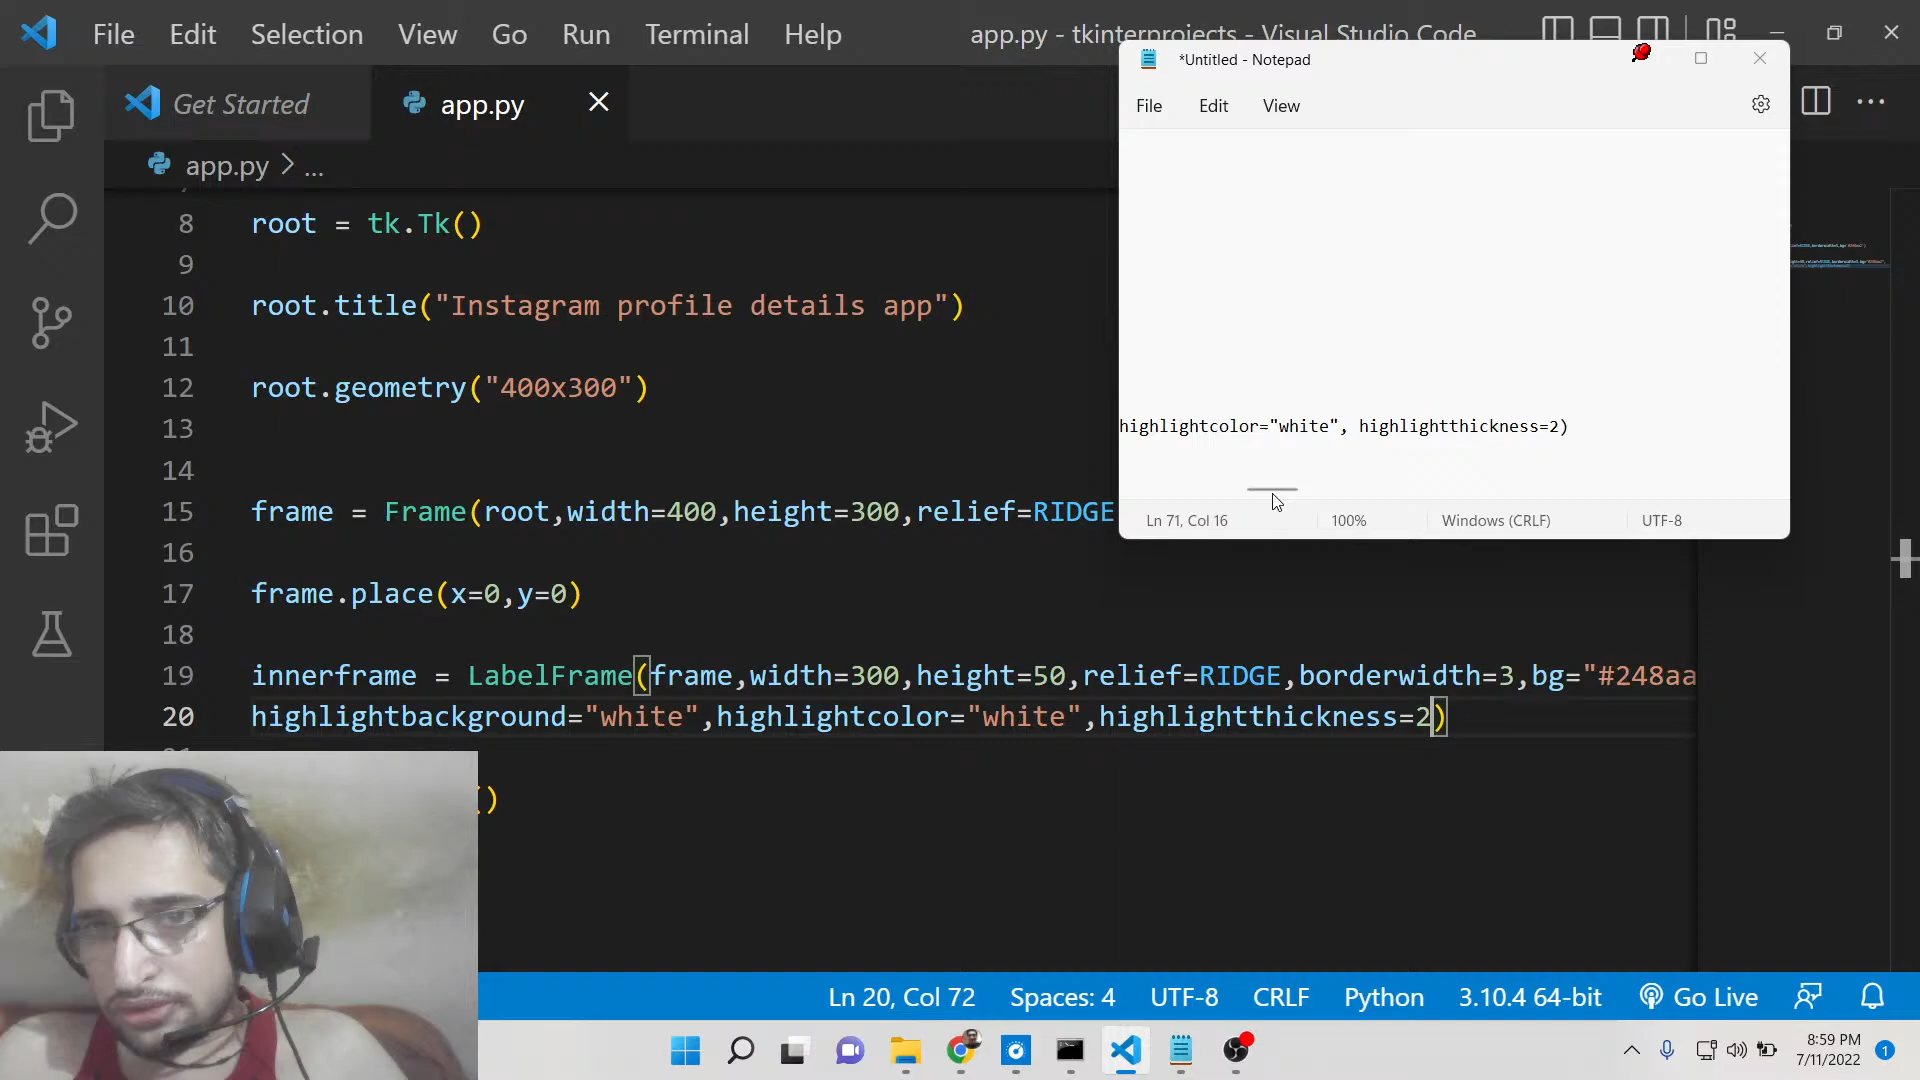 File Edit Selection View Go Run Terminal Help
app.py - tkinterprojects - Visual Studio Code
*Untitled - Notepad
File Edit View
Get Started
app.py
app.py > ...
8 root = tk.Tk()
9
10 root.title("Instagram profile details app")
11
12 root.geometry("400x300")
13
14
highlightcolor="white", highlightthickness=2)
15 frame = Frame(root,width=400,height=300,relief=RIDGE
Ln 71, Col 16 100% Windows (CRLF) UTF-8
16
17 frame.place(x=0,y=0)
18
19 innerframe = LabelFrame(frame,width=300,height=50,relief=RIDGE,borderwidth=3,bg="#248aa
20 highlightbackground="white",highlightcolor="white",highlightthickness=2)
()
Ln 20, Col 72 Spaces: 4 UTF-8 CRLF Python 3.10.4 64-bit Go Live
8:59 PM
7/11/2022
1